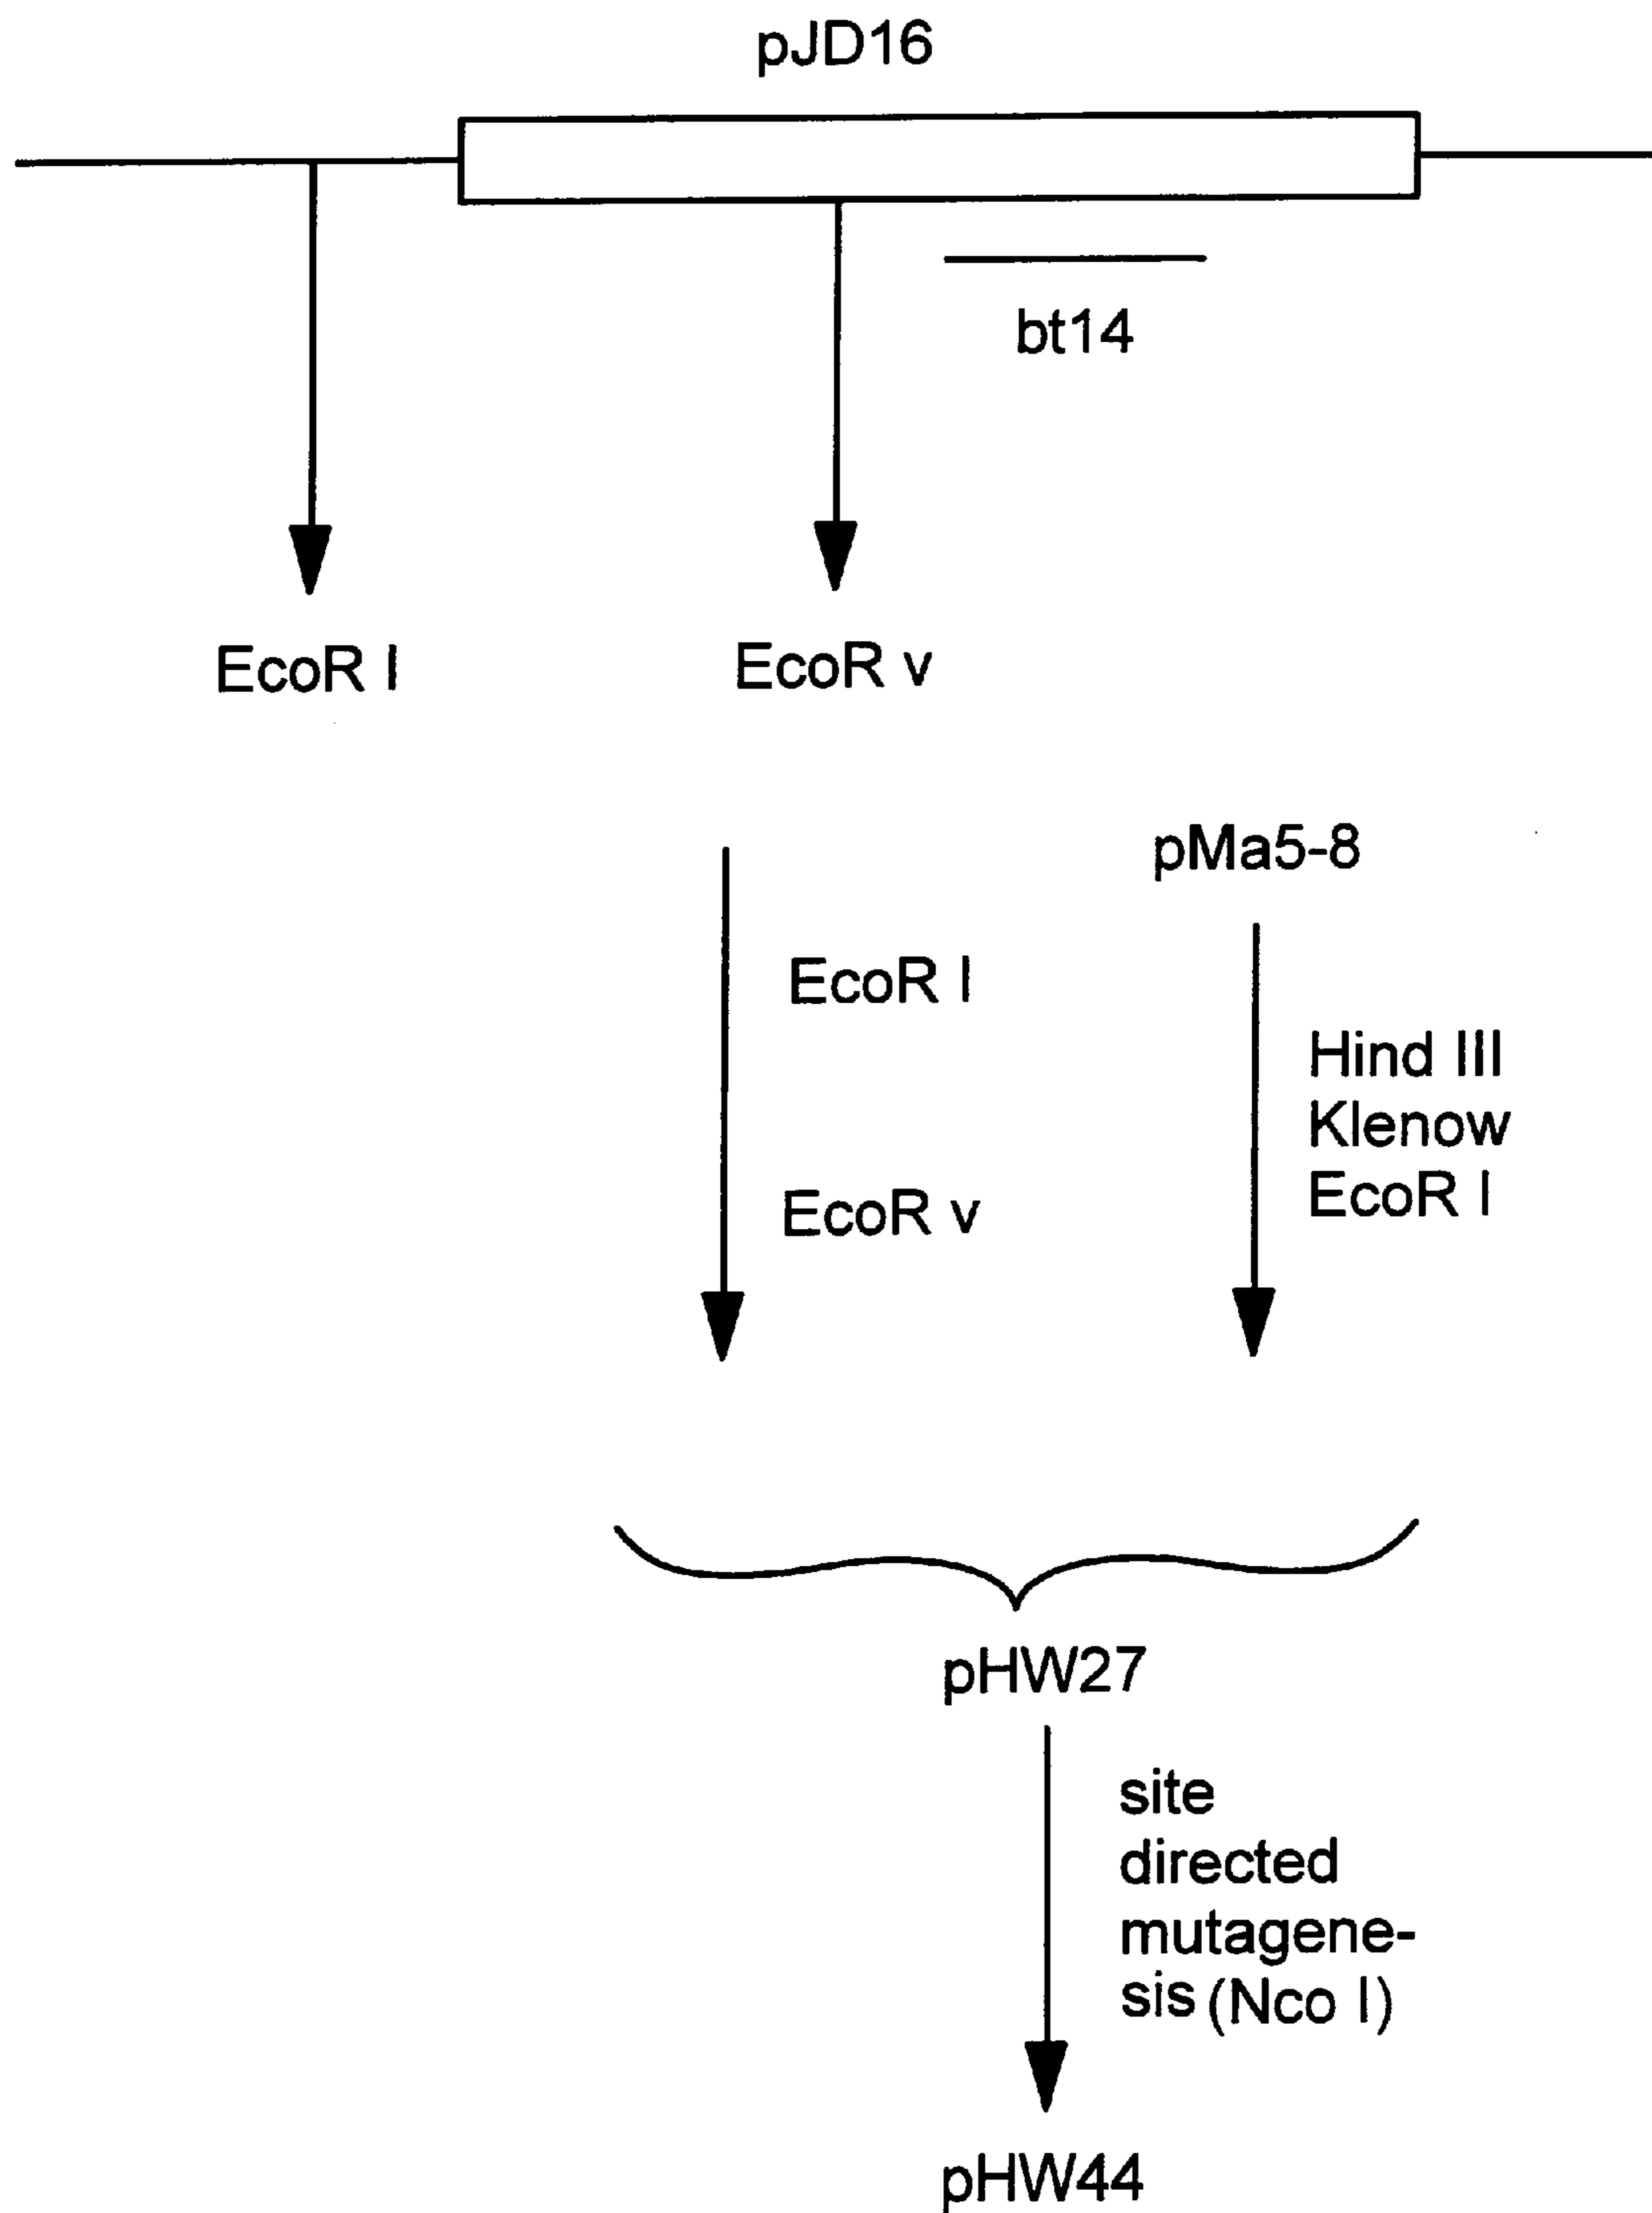 pJD16
bt14
EcoR I
EcoR v
pMa5-8
EcoR I
EcoR v
Hind III
Klenow
EcoR I
pHW27
site
directed
mutagene-
sis (Nco I)
pHW44